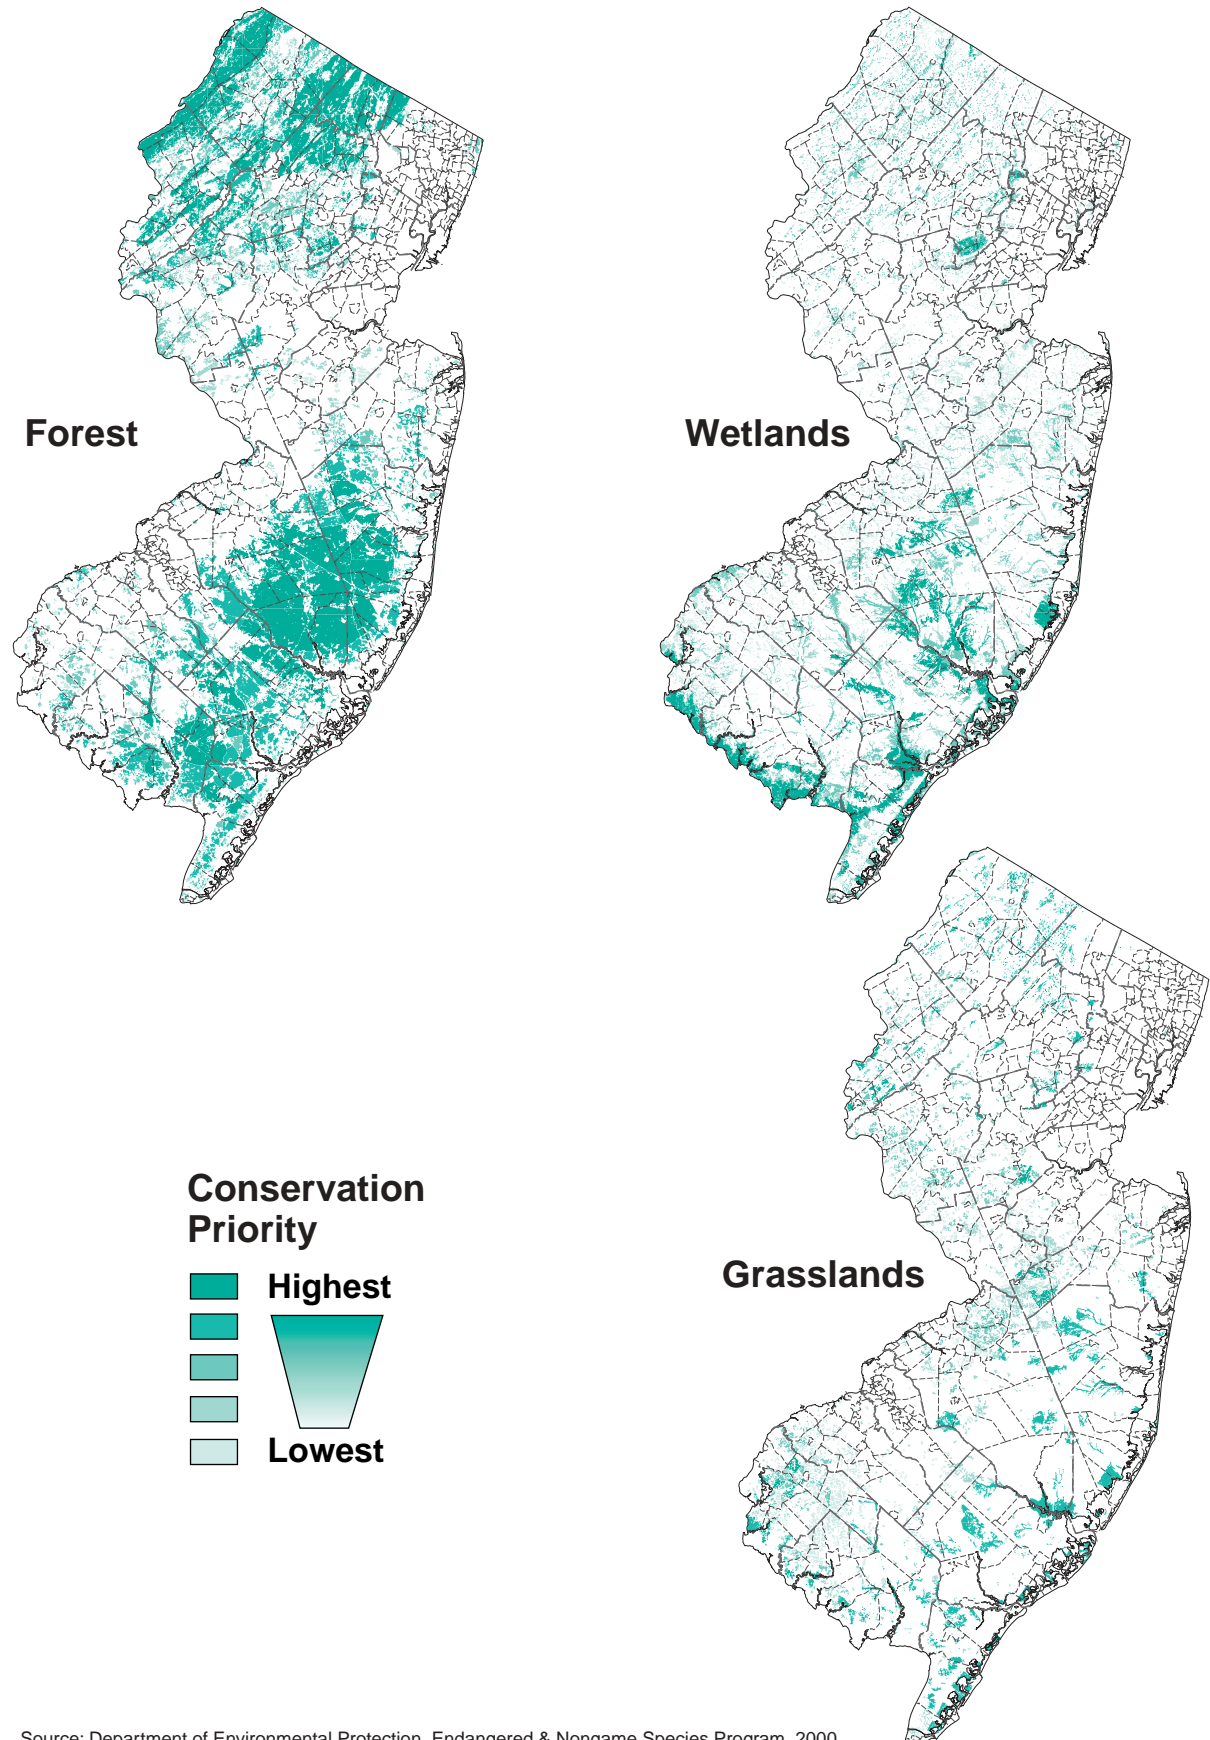 Forest
Wetlands
Conservation
Priority
Highest
Lowest
Grasslands
Source: Department of Environmental Protection, Endangered & Nongame Species Program, 2000